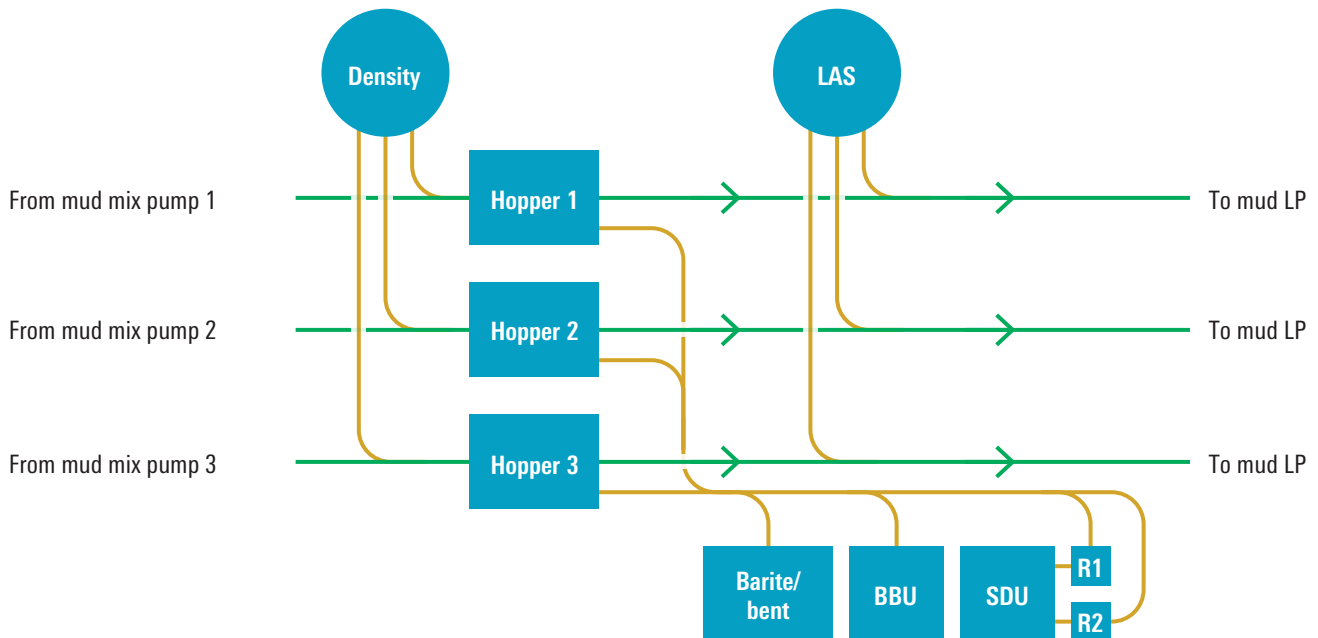 Density
LAS
From mud mix pump 1
Hopper 1
To mud LP
From mud mix pump 2
Hopper 2
To mud LP
From mud mix pump 3
Hopper 3
To mud LP
Barite/
bent
BBU
SDU
R1
R2